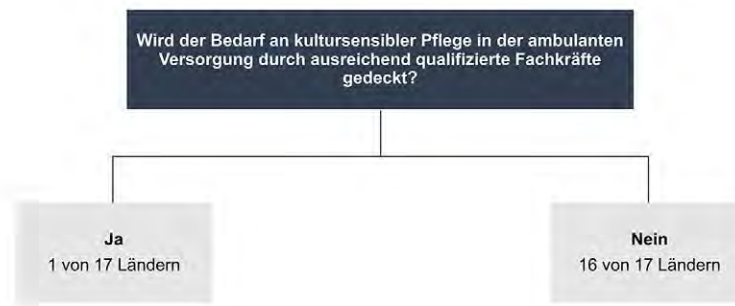 Wird der Bedarf an kultursensibler Pflege in der ambulanten
Versorgung durch ausreichend qualifizierte Fachkräfte
gedeckt?
Ja
1 von 17 Ländern
Nein
16 von 17 Ländern